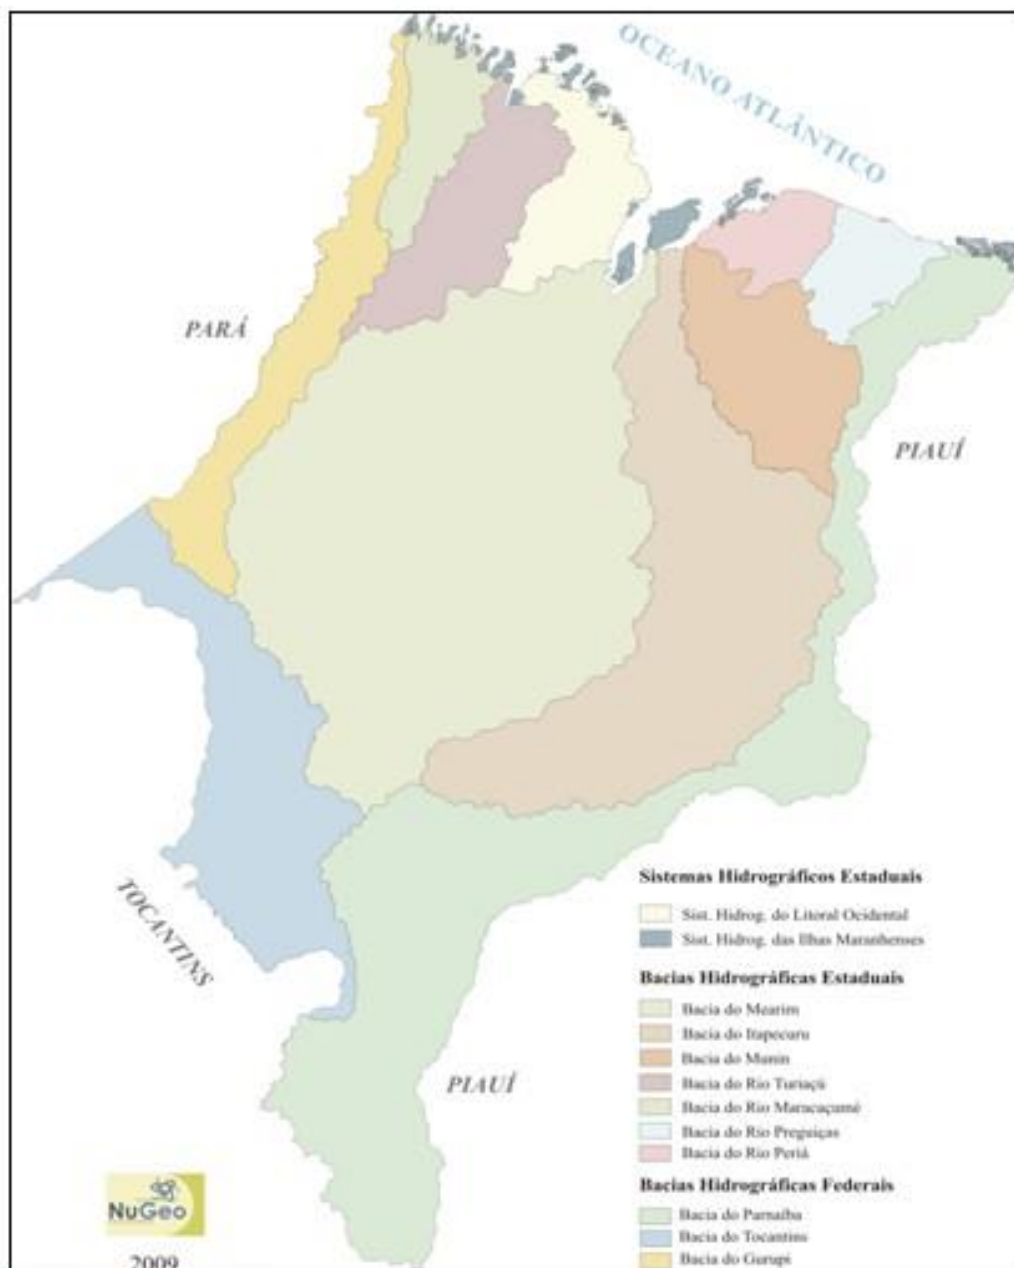 OCEANO ATLÂNTICO
PARÁ
PIAUÍ
TOCANTINS
PIAUÍ
Sistemas Hidrográficos Estaduais
Sist. Hidrog. do Litoral Ocidental
Sist. Hidrog. das Ilhas Maranhenses
Bacias Hidrográficas Estaduais
Bacia do Mearim
Bacia do Itapecuru
Bacia do Munin
Bacia do Rio Turiaçú
Bacia do Rio Maracaçumé
Bacia do Rio Preguiças
Bacia do Rio Periá
Bacias Hidrográficas Federais
Bacia do Parnaíba
Bacia do Tocantins
Bacia do Gurupi
NuGeo
2009